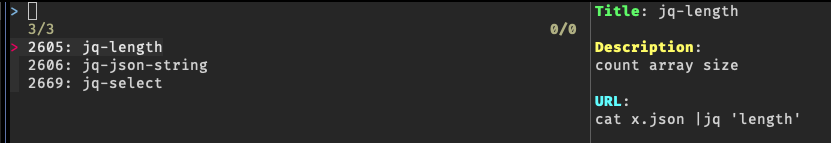 >
3/3 0/0
> 2605: jq-length
2606: jq-json-string
2669: jq-select
Title: jq-length
Description:
count array size
URL:
cat x.json |jq 'length'